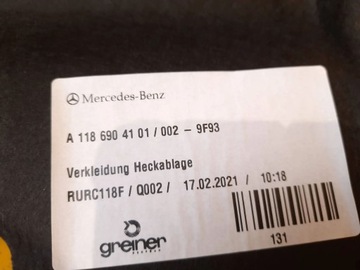 Mercedes-Benz
A 118 690 41 01 / 002 - 9F93
Verkleidung Heckablage
RURC118F / Q002 / 17.02.2021 / 10:18
greiner
131